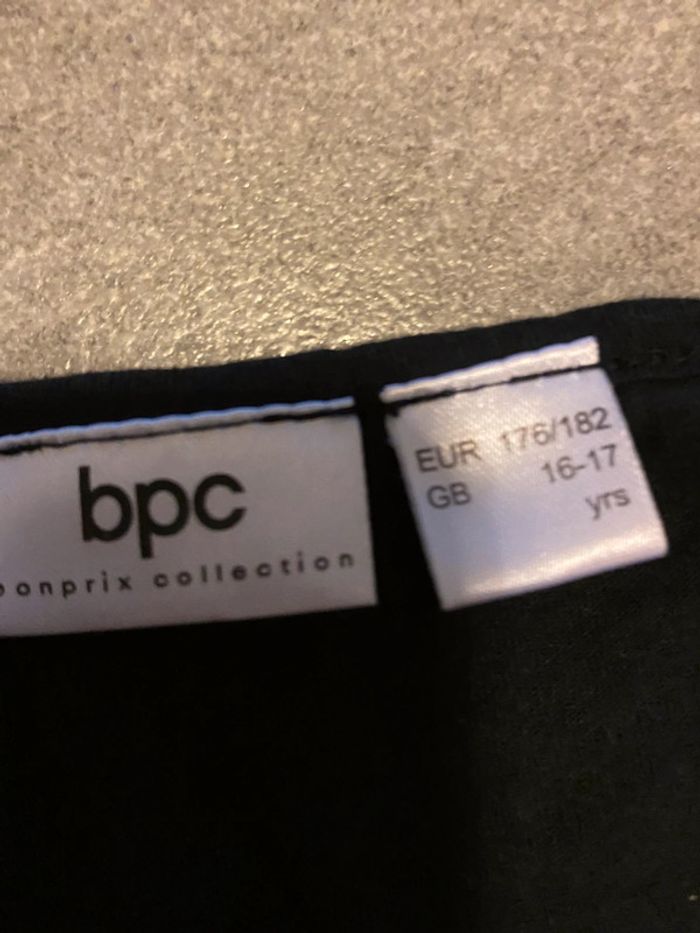 bpc
bonprix collection
EUR 176/182
GB 16-17
yrs